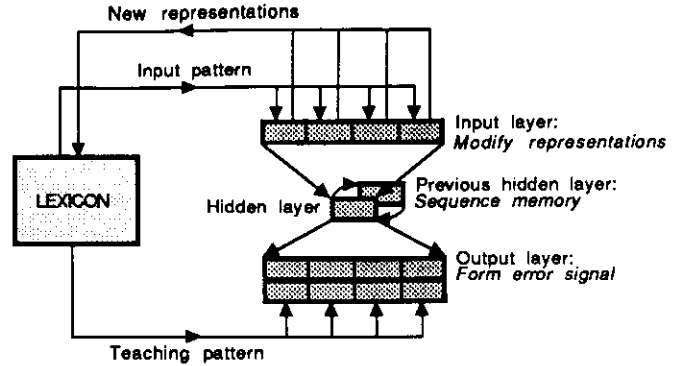 New representations
Input pattern
Input layer:
Modify representations
LEXICON
Hidden layer
Previous hidden layer:
Sequence memory
Output layer:
Form error signal
Teaching pattern